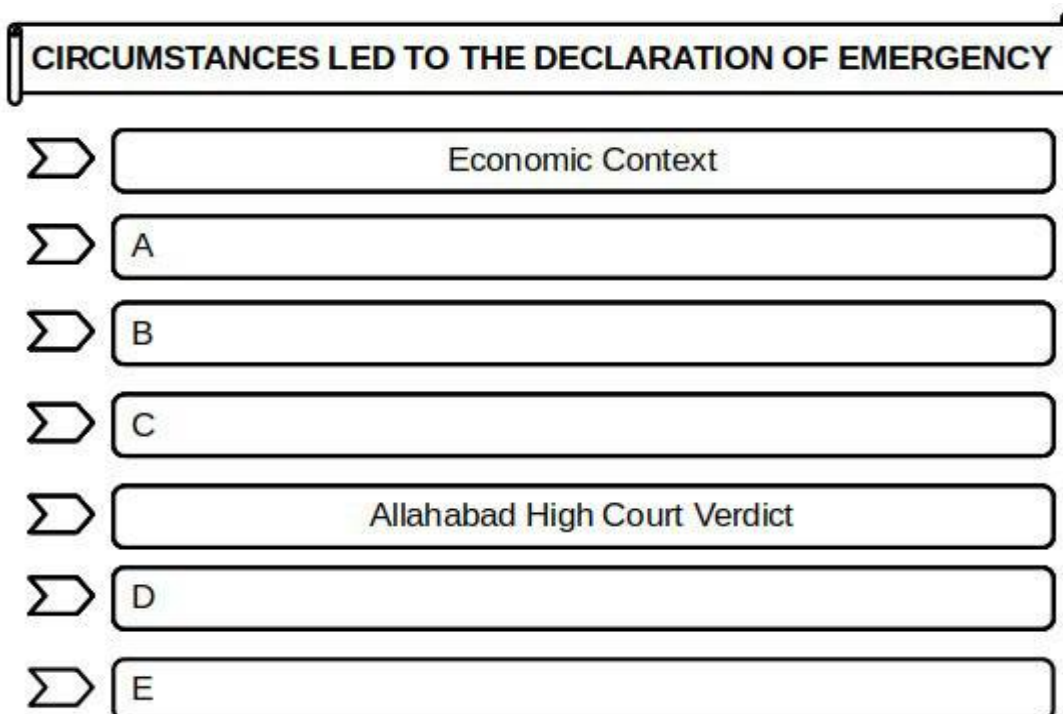 CIRCUMSTANCES LED TO THE DECLARATION OF EMERGENCY
Economic Context
A
B
C
Allahabad High Court Verdict
D
E